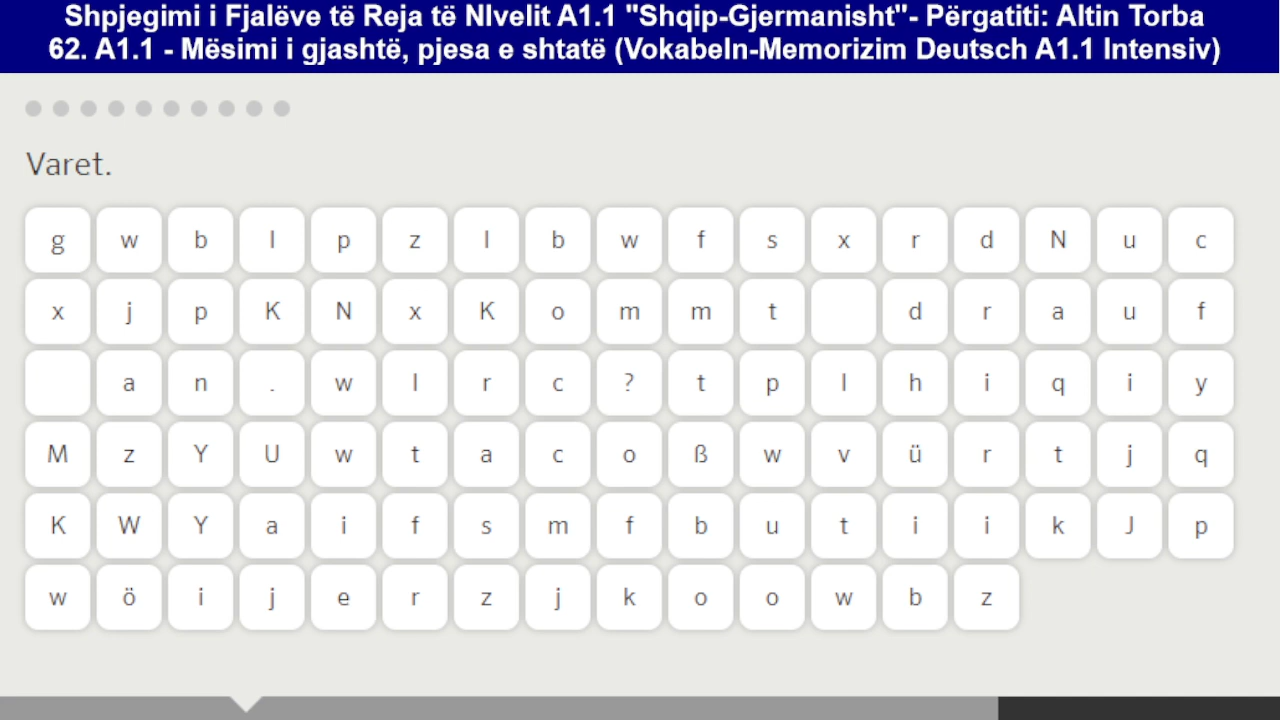 Shpjegimi i Fjalëve të Reja të NIvelit A1.1 "Shqip-Gjermanisht"- Përgatiti: Altin Torba
62. A1.1 - Mësimi i gjashtë, pjesa e shtatë (Vokabeln-Memorizim Deutsch A1.1 Intensiv)
Varet.
g w b l p z l b w f s x r d N u c
x j p K N x K o m m t d r a u f
a n . w l r c ? t p l h i q i y
M z Y U w t a c o ß w v ü r t j q
K W Y a i f s m f b u t i i k J p
w ö i j e r z j k o o w b z